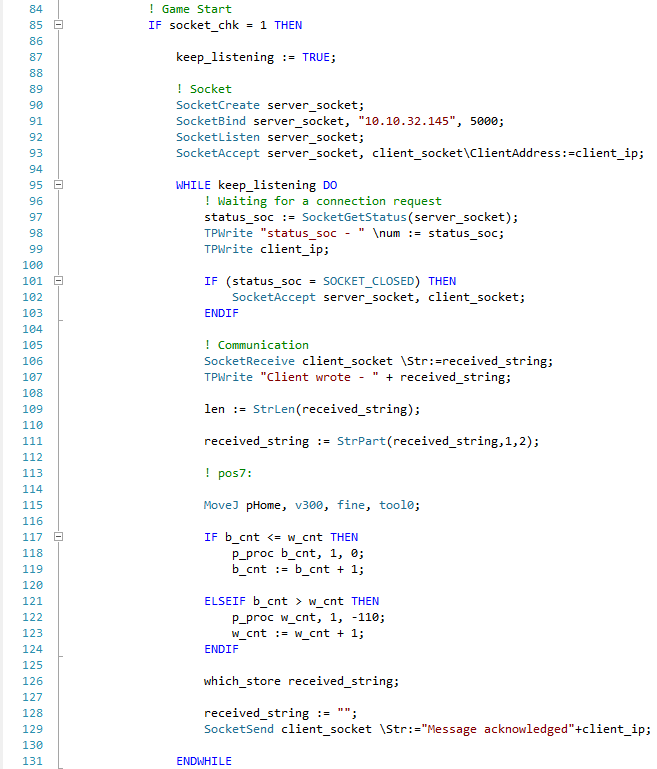 84 ! Game Start
85 IF socket_chk = 1 THEN
86
87 keep_listening := TRUE;
88
89 ! Socket
90 SocketCreate server_socket;
91 SocketBind server_socket, "10.10.32.145", 5000;
92 SocketListen server_socket;
93 SocketAccept server_socket, client_socket\ClientAddress:=client_ip;
94
95 WHILE keep_listening DO
96 ! Waiting for a connection request
97 status_soc := SocketGetStatus(server_socket);
98 TPWrite "status_soc - " \num := status_soc;
99 TPWrite client_ip;
100
101 IF (status_soc = SOCKET_CLOSED) THEN
102 SocketAccept server_socket, client_socket;
103 ENDIF
104
105 ! Communication
106 SocketReceive client_socket \Str:=received_string;
107 TPWrite "Client wrote - " + received_string;
108
109 len := StrLen(received_string);
110
111 received_string := StrPart(received_string,1,2);
112
113 ! pos7:
114
115 MoveJ pHome, v300, fine, tool0;
116
117 IF b_cnt <= w_cnt THEN
118 p_proc b_cnt, 1, 0;
119 b_cnt := b_cnt + 1;
120
121 ELSEIF b_cnt > w_cnt THEN
122 p_proc w_cnt, 1, -110;
123 w_cnt := w_cnt + 1;
124 ENDIF
125
126 which_store received_string;
127
128 received_string := "";
129 SocketSend client_socket \Str:="Message acknowledged"+client_ip;
130
131 ENDWHILE